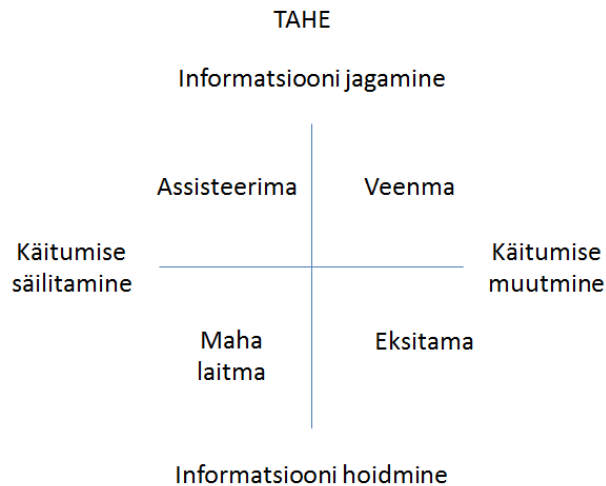 TAHE
Informatsiooni jagamine
Assisteerima
Veenma
Käitumise
säilitamine
Käitumise
muutmine
Maha
laitma
Eksitama
Informatsiooni hoidmine